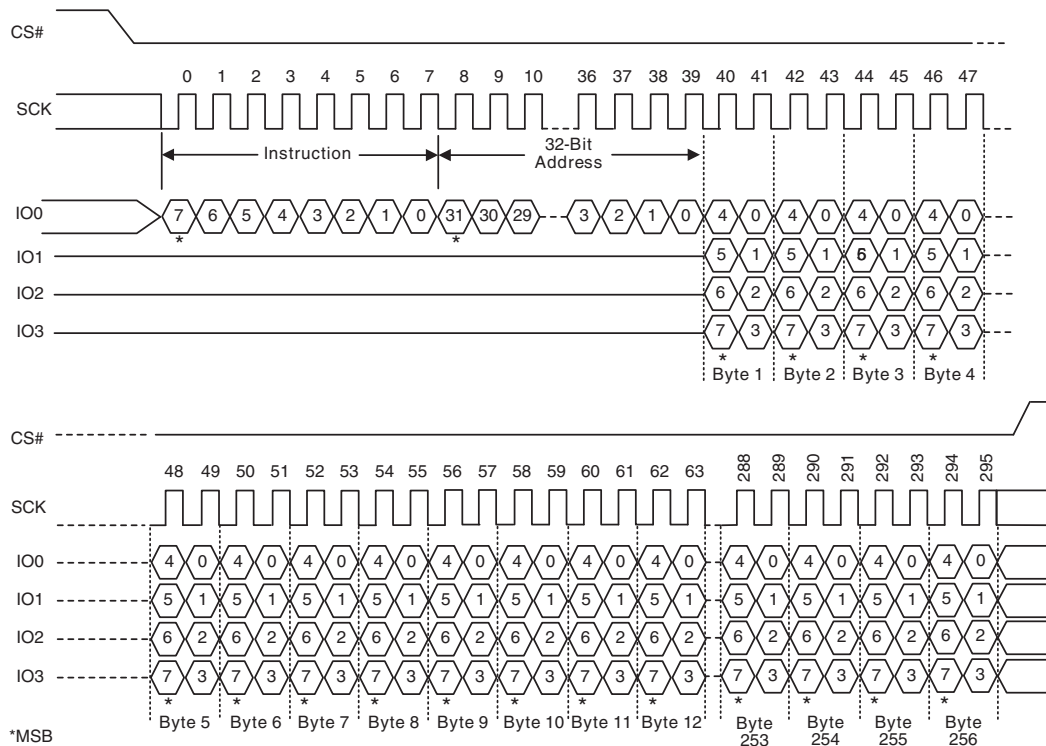 CS#
0 1 2 3 4 5 6 7 8 9 10 36 37 38 39 40 41 42 43 44 45 46 47
SCK
Instruction
32-Bit
Address
IO0 7 6 5 4 3 2 1 0 31 30 29 3 2 1 0 4 0 4 0 4 0 4 0
* *
IO1 5 1 5 1 6 1 5 1
IO2 6 2 6 2 6 2 6 2
IO3 7 3 7 3 7 3 7 3
* * * *
Byte 1 Byte 2 Byte 3 Byte 4
CS#
48 49 50 51 52 53 54 55 56 57 58 59 60 61 62 63 288 289 290 291 292 293 294 295
SCK
IO0 4 0 4 0 4 0 4 0 4 0 4 0 4 0 4 0 4 0 4 0 4 0 4 0
IO1 5 1 5 1 5 1 5 1 5 1 5 1 5 1 5 1 5 1 5 1 5 1 5 1
IO2 6 2 6 2 6 2 6 2 6 2 6 2 6 2 6 2 6 2 6 2 6 2 6 2
IO3 7 3 7 3 7 3 7 3 7 3 7 3 7 3 7 3 7 3 7 3 7 3 7 3
* * * * * * * * * * * *
Byte 5 Byte 6 Byte 7 Byte 8 Byte 9 Byte 10 Byte 11 Byte 12 Byte 253 Byte 254 Byte 255 Byte 256
*MSB